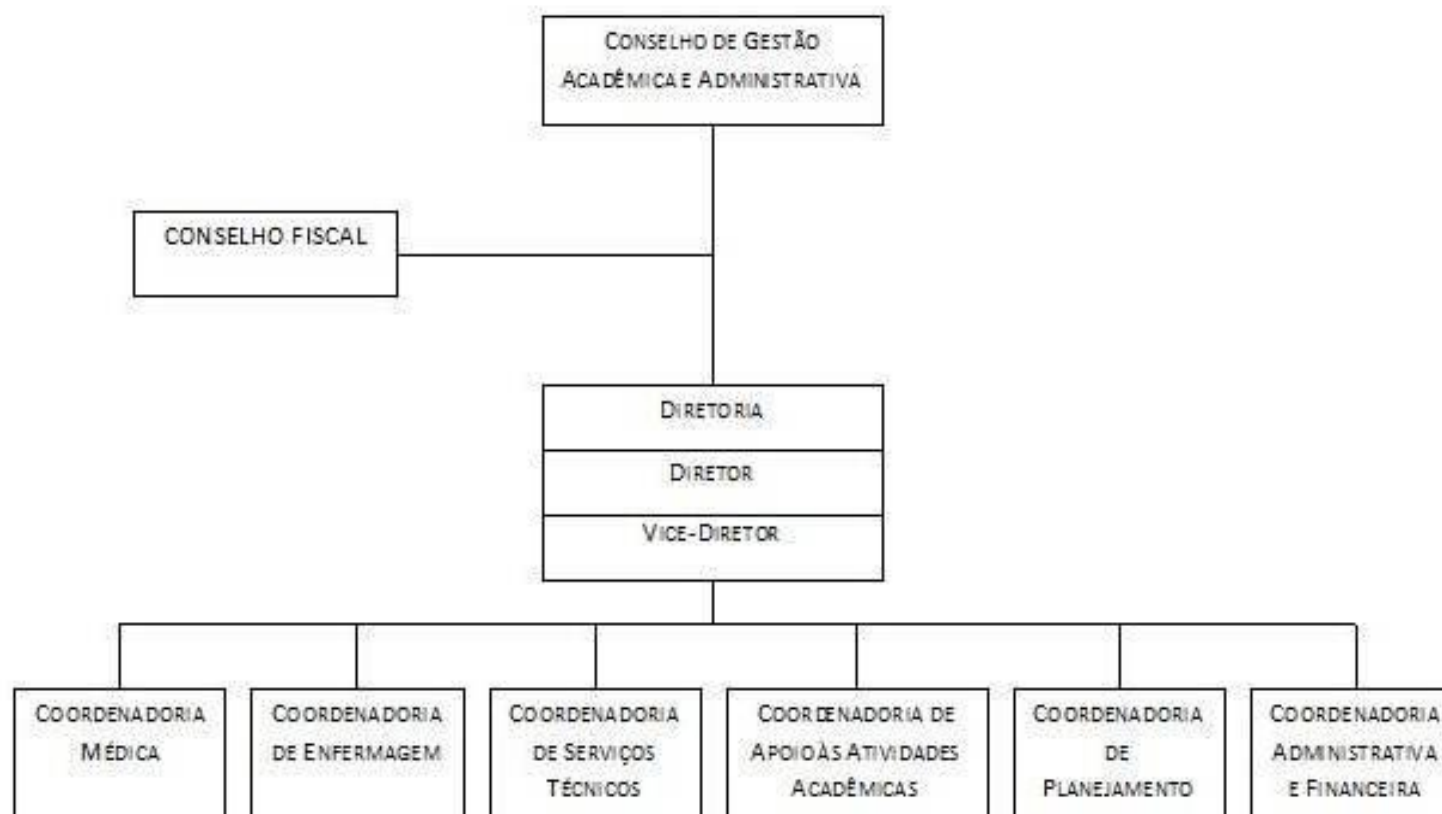 CONSELHO DE GESTÃO
ACADÊMICA E ADMINISTRATIVA
CONSELHO FISCAL
DIRETORIA
DIRETOR
VICE-DIRETOR
COORDENADORIA
MÉDICA
COORDENADORIA
DE ENFERMAGEM
COORDENADORIA
DE SERVIÇOS
TÉCNICOS
COORDENADORIA DE
APOIO ÀS ATIVIDADES
ACADÊMICAS
COORDENADORIA
DE
PLANEJAMENTO
COORDENADORIA
ADMINISTRATIVA
E FINANCEIRA